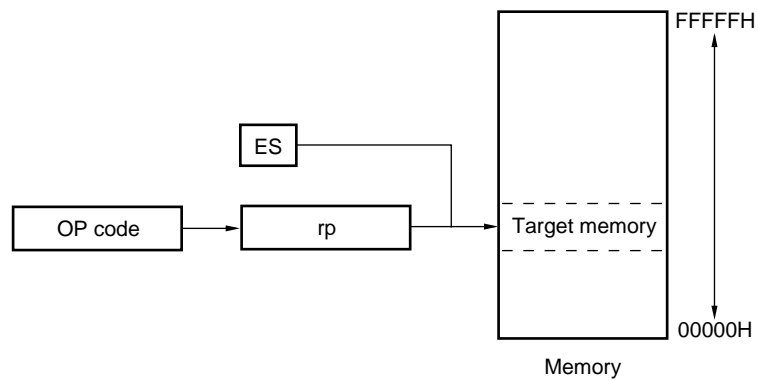 FFFFFH
ES
OP code
rp
Target memory
00000H
Memory